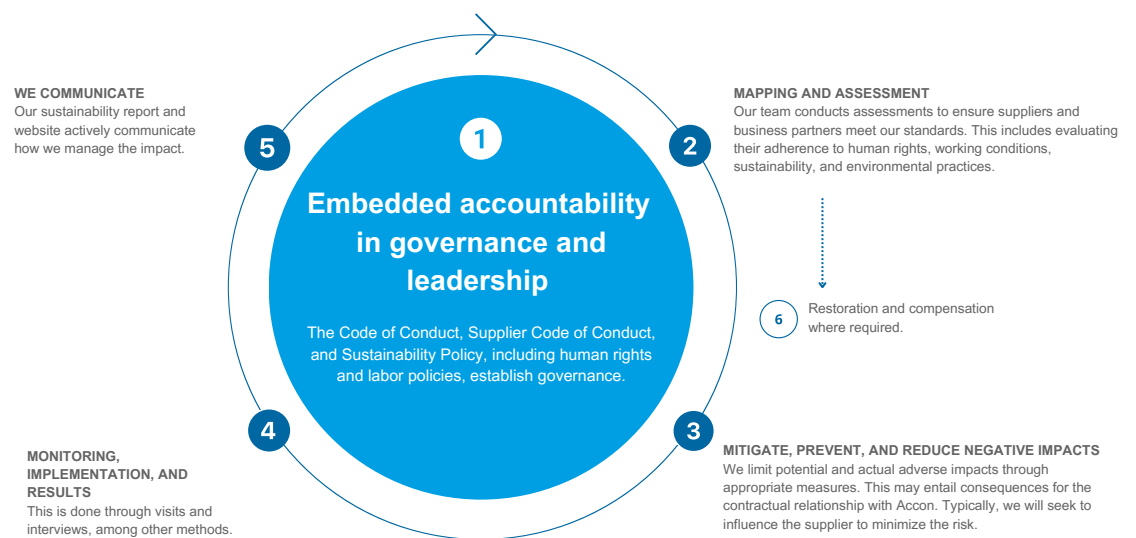 1
Embedded accountability
in governance and
leadership
The Code of Conduct, Supplier Code of Conduct,
and Sustainability Policy, including human rights
and labor policies, establish governance.
2
MAPPING AND ASSESSMENT
Our team conducts assessments to ensure suppliers and
business partners meet our standards. This includes evaluating
their adherence to human rights, working conditions,
sustainability, and environmental practices.
6
Restoration and compensation
where required.
3
MITIGATE, PREVENT, AND REDUCE NEGATIVE IMPACTS
We limit potential and actual adverse impacts through
appropriate measures. This may entail consequences for the
contractual relationship with Accon. Typically, we will seek to
influence the supplier to minimize the risk.
4
MONITORING,
IMPLEMENTATION, AND
RESULTS
This is done through visits and
interviews, among other methods.
5
WE COMMUNICATE
Our sustainability report and
website actively communicate
how we manage the impact.